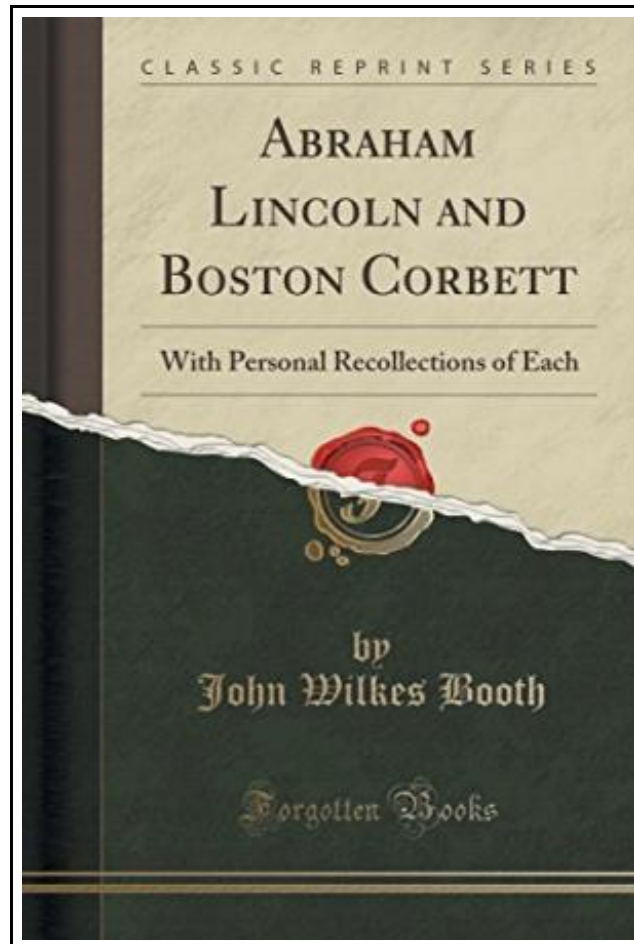 CLASSIC REPRINT SERIES
ABRAHAM
LINCOLN AND
BOSTON CORBETT
With Personal Recollections of Each
F
by
John Wilkes Booth
Forgotten Books